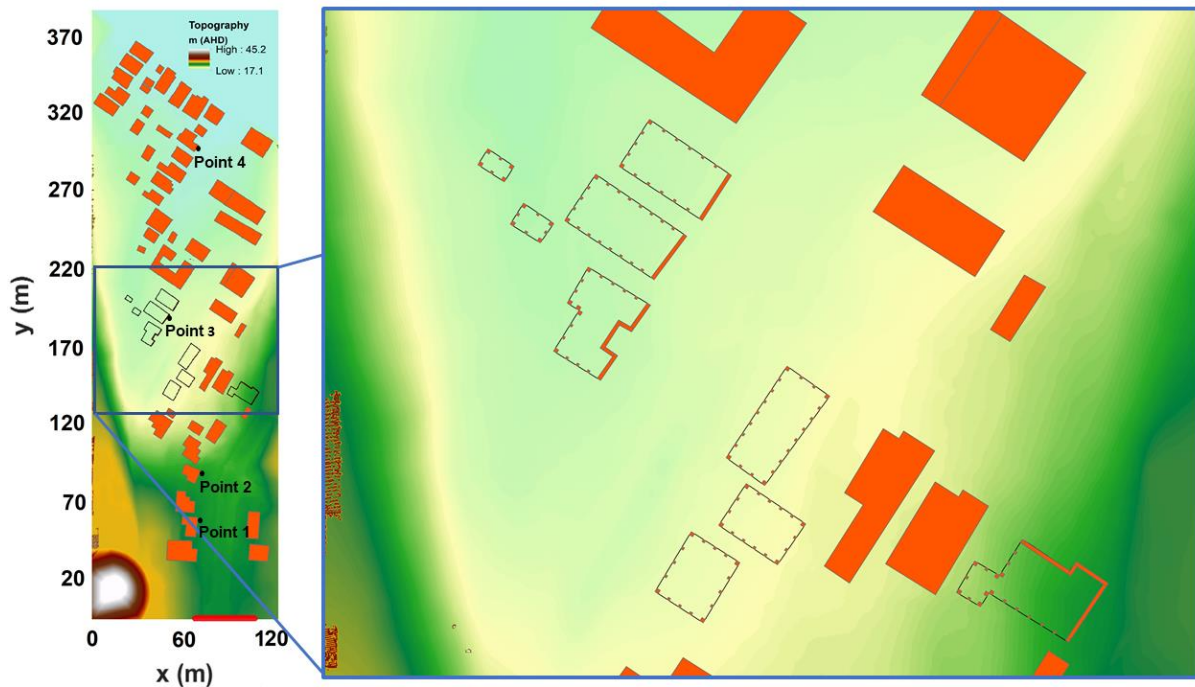 Topography
m (AHD)
High : 45.2
Low : 17.1
370
320
270
220
170
120
70
20
y (m)
Point 4
Point 3
Point 2
Point 1
0
60
120
x (m)